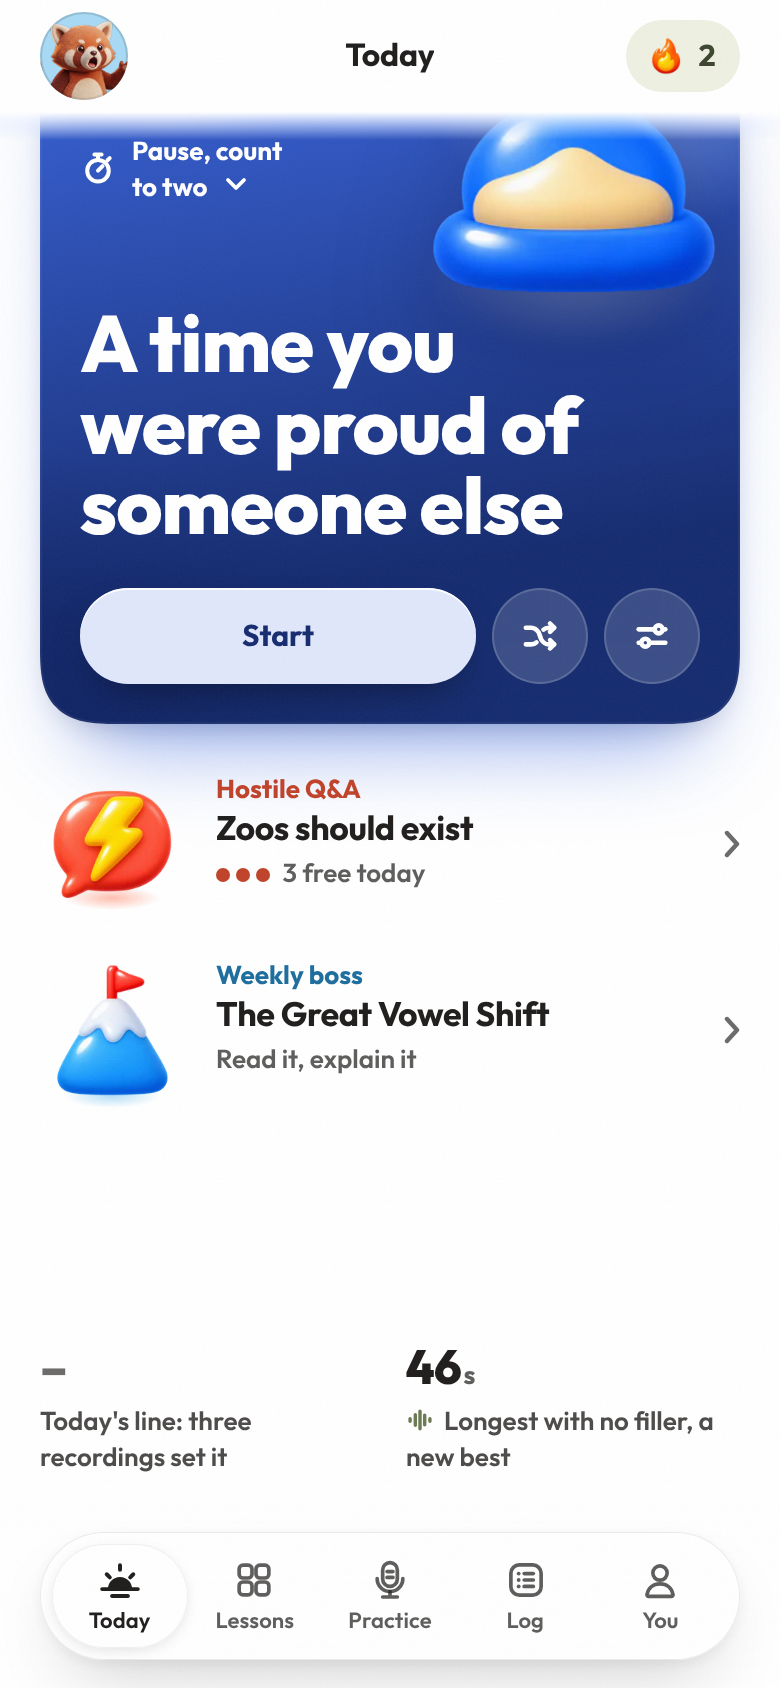 Today
2
Pause, count
to two
A time you
were proud of
someone else
Start
Hostile Q&A
Zoos should exist
3 free today
Weekly boss
The Great Vowel Shift
Read it, explain it
–
Today's line: three
recordings set it
46s
Longest with no filler, a
new best
Today
Lessons
Practice
Log
You